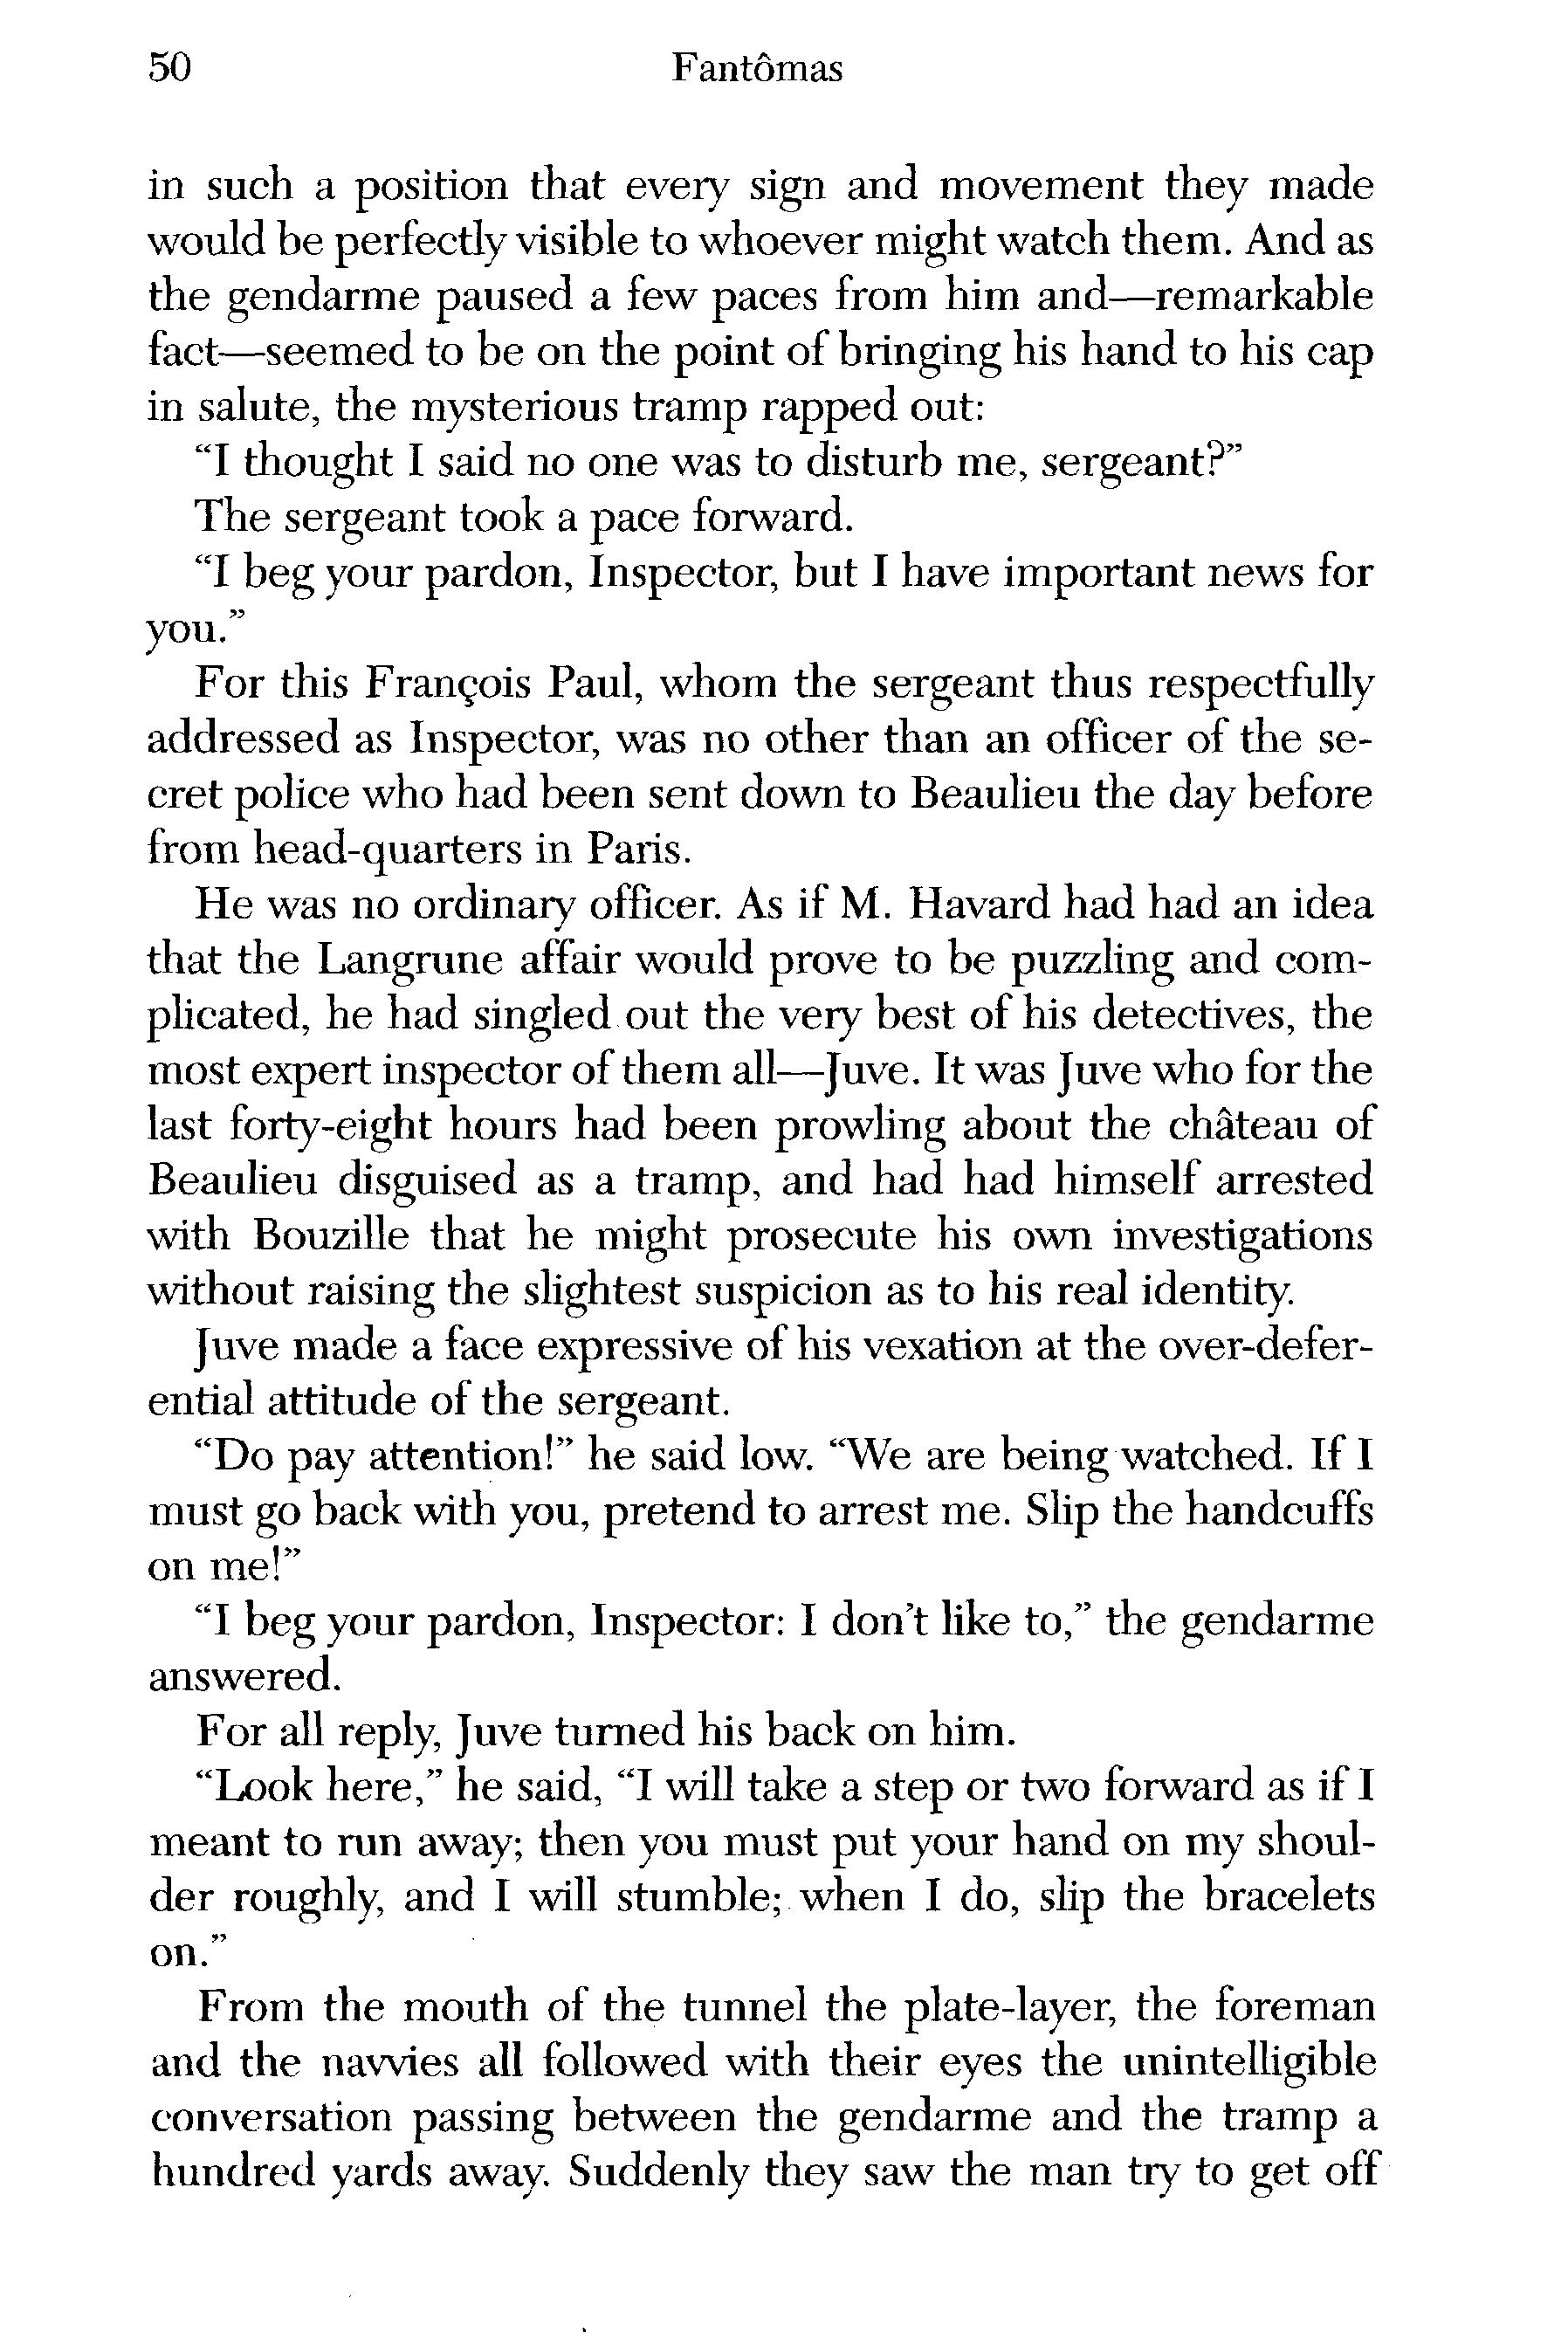 50 Fantômas
in such a position that every sign and movement they made
would be perfectly visible to whoever might watch them. And as
the gendarme paused a few paces from him and—remarkable
fact—seemed to be on the point of bringing his hand to his cap
in salute, the mysterious tramp rapped out:
“I thought I said no one was to disturb me, sergeant?”
The sergeant took a pace forward.
“I beg your pardon, Inspector, but I have important news for
you.”
For this François Paul, whom the sergeant thus respectfully
addressed as Inspector, was no other than an officer of the se-
cret police who had been sent down to Beaulieu the day before
from head-quarters in Paris.
He was no ordinary officer. As if M. Havard had had an idea
that the Langrune affair would prove to be puzzling and com-
plicated, he had singled out the very best of his detectives, the
most expert inspector of them all—Juve. It was Juve who for the
last forty-eight hours had been prowling about the château of
Beaulieu disguised as a tramp, and had had himself arrested
with Bouzille that he might prosecute his own investigations
without raising the slightest suspicion as to his real identity.
Juve made a face expressive of his vexation at the over-defer-
ential attitude of the sergeant.
“Do pay attention!” he said low. “We are being watched. If I
must go back with you, pretend to arrest me. Slip the handcuffs
on me!”
“I beg your pardon, Inspector: I don’t like to,” the gendarme
answered.
For all reply, Juve turned his back on him.
“Look here,” he said, “I will take a step or two forward as if I
meant to run away; then you must put your hand on my shoul-
der roughly, and I will stumble; when I do, slip the bracelets
on.”
From the mouth of the tunnel the plate-layer, the foreman
and the navvies all followed with their eyes the unintelligible
conversation passing between the gendarme and the tramp a
hundred yards away. Suddenly they saw the man try to get off